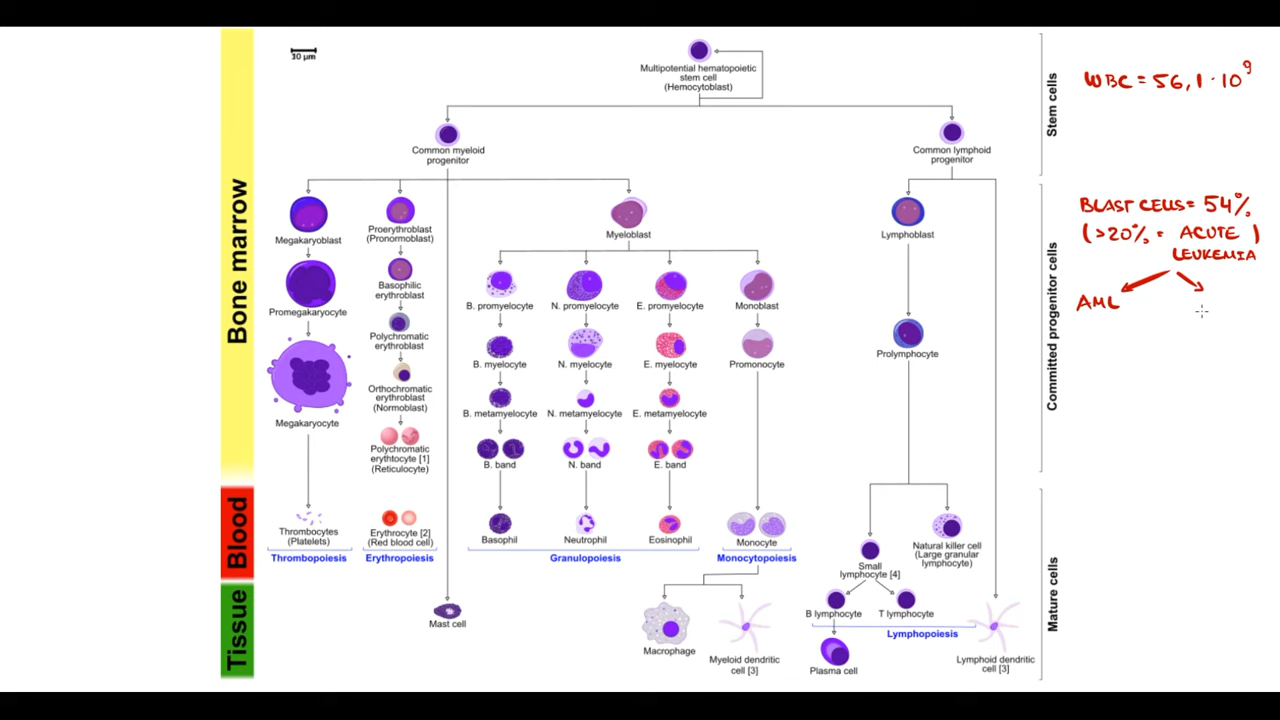 30 µm
Multipotential hematopoietic
stem cell
(Hemocytoblast)
WBC = 56,1 · 10⁹
Stem cells
Common myeloid
progenitor
Common lymphoid
progenitor
Bone marrow
Megakaryoblast
Proerythroblast
(Pronormoblast)
Myeloblast
Lymphoblast
BLAST CELLS = 54%
(>20% = ACUTE )
LEUKEMIA
AML
Promegakaryocyte
Basophilic
erythroblast
B. promyelocyte
N. promyelocyte
E. promyelocyte
Monoblast
Committed progenitor cells
Polychromatic
erythroblast
B. myelocyte
N. myelocyte
E. myelocyte
Promonocyte
Prolymphocyte
Megakaryocyte
Orthochromatic
erythroblast
(Normoblast)
B. metamyelocyte
N. metamyelocyte
E. metamyelocyte
Polychromatic
erythtocyte [1]
(Reticulocyte)
B. band
N. band
E. band
Blood
Thrombocytes
(Platelets)
Erythrocyte [2]
(Red blood cell)
Basophil
Neutrophil
Eosinophil
Monocyte
Natural killer cell
(Large granular
lymphocyte)
Small
lymphocyte [4]
Thrombopoiesis
Erythropoiesis
Granulopoiesis
Monocytopoiesis
Tissue
Mature cells
Mast cell
Macrophage
Myeloid dendritic
cell [3]
B lymphocyte
T lymphocyte
Lymphopoiesis
Plasma cell
Lymphoid dendritic
cell [3]